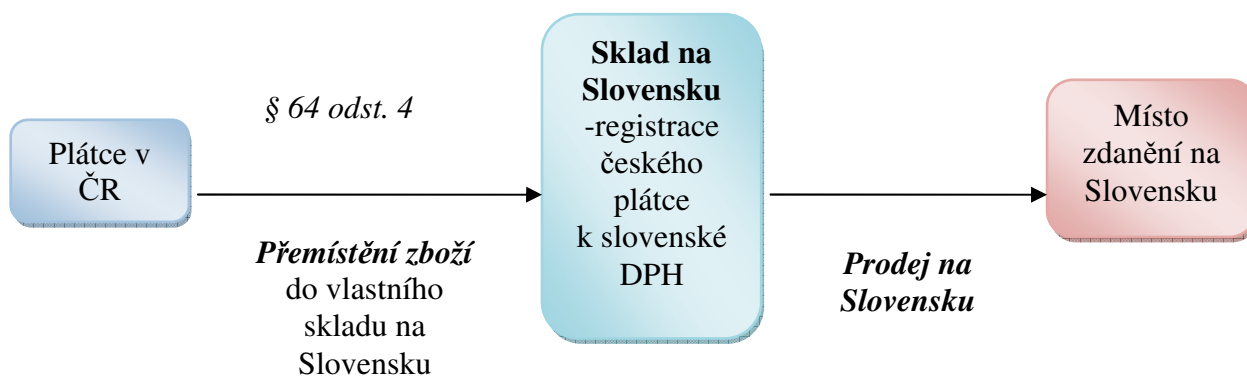 Plátce v
ČR
§ 64 odst. 4
Přemístění zboží
do vlastního
skladu na
Slovensku
Sklad na
Slovensku
-registrace
českého
plátce
k slovenské
DPH
Prodej na
Slovensku
Místo
zdanění na
Slovensku